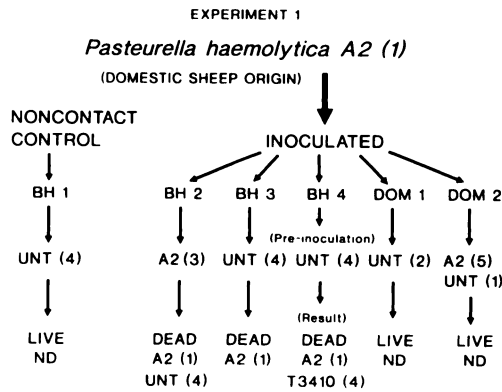 EXPERIMENT 1
Pasteurella haemolytica A2 (1)
(DOMESTIC SHEEP ORIGIN)
NONCONTACT
CONTROL
INOCULATED
BH 1 BH 2 BH 3 BH 4 DOM 1 DOM 2
(Pre-inoculation)
UNT (4) A2 (3) UNT (4) UNT (4) UNT (2) A2 (5)
UNT (1)
(Result)
LIVE DEAD DEAD DEAD LIVE LIVE
ND A2 (1) A2 (1) A2 (1) ND ND
UNT (4) T3410 (4)